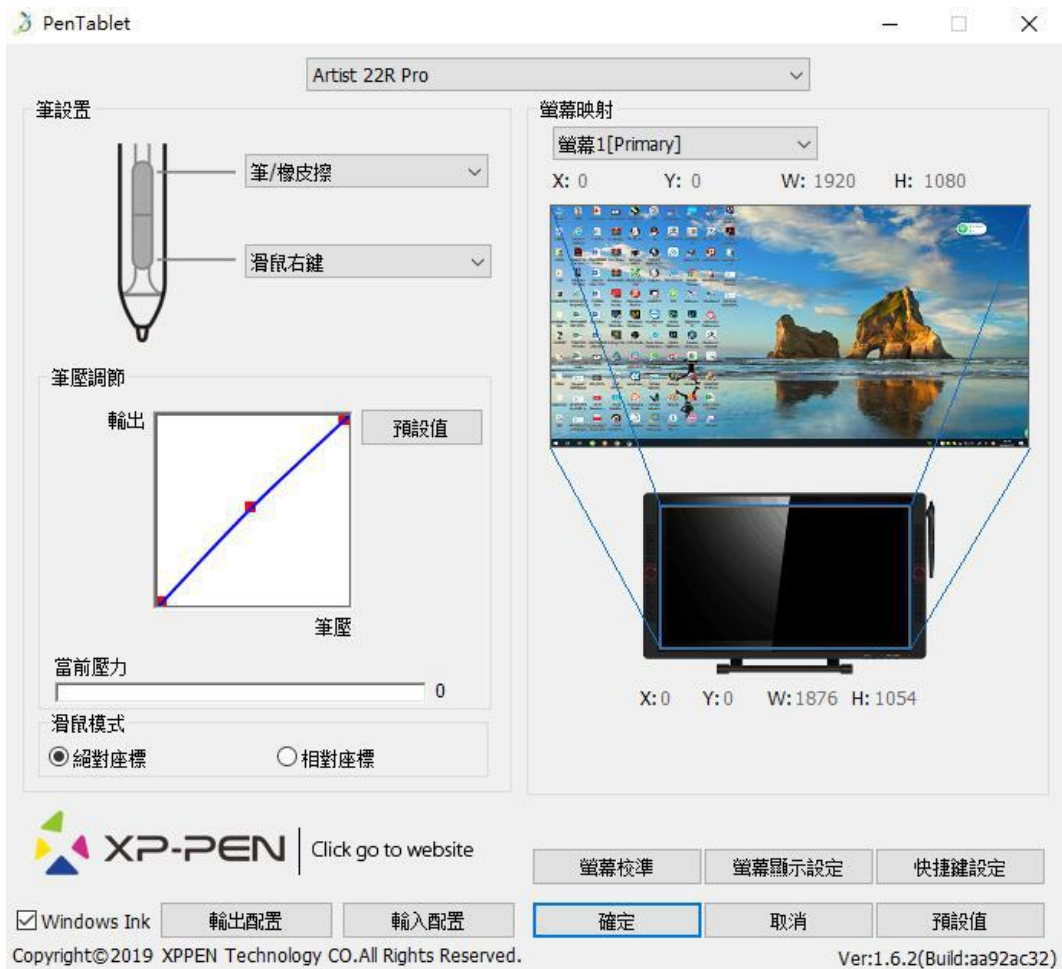 PenTablet
Artist 22R Pro
筆設置
筆/橡皮擦
滑鼠右鍵
筆壓調節
輸出
預設值
筆壓
當前壓力
0
滑鼠模式
絕對座標
相對座標
螢幕映射
螢幕1[Primary]
X: 0 Y: 0 W: 1920 H: 1080
X: 0 Y: 0 W: 1876 H: 1054
XP-PEN Click go to website
螢幕校準 螢幕顯示設定 快捷鍵設定
Windows Ink 輸出配置 輸入配置 確定 取消 預設值
Copyright©2019 XPPEN Technology CO.All Rights Reserved.
Ver:1.6.2(Build:aa92ac32)